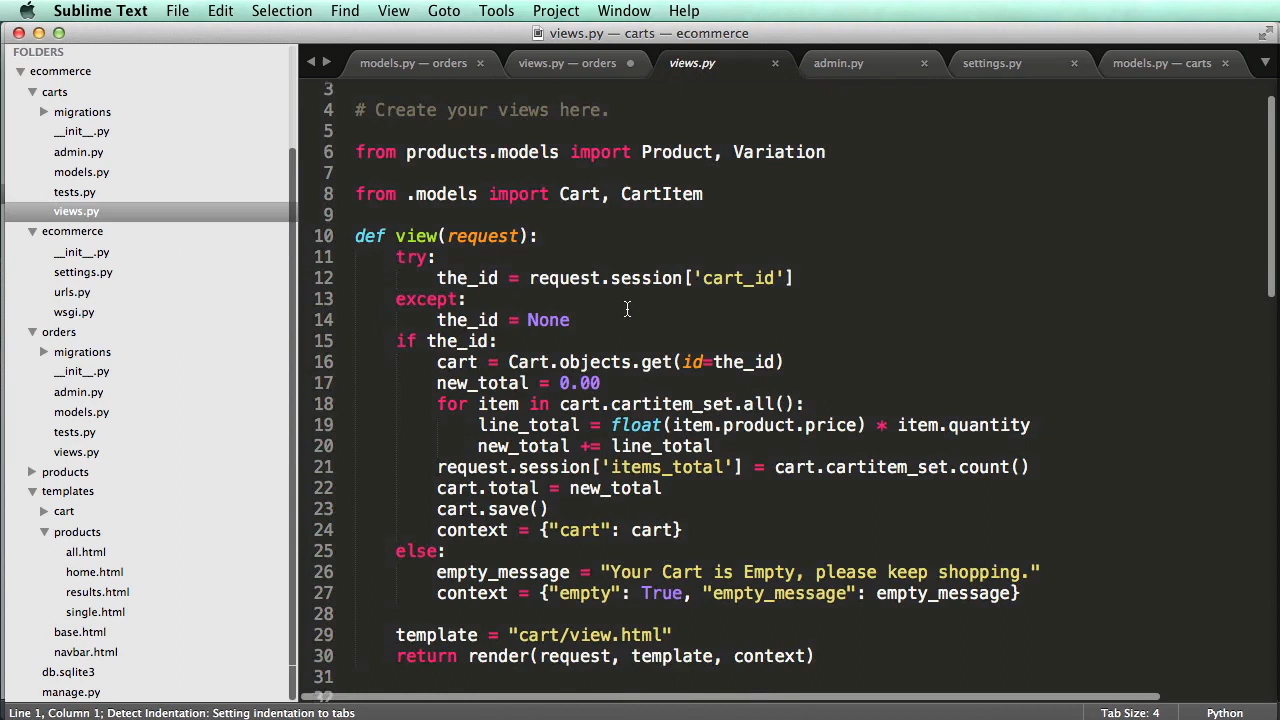 Sublime Text File Edit Selection Find View Goto Tools Project Window Help
views.py — carts — ecommerce
FOLDERS
ecommerce
carts
migrations
__init__.py
admin.py
models.py
tests.py
views.py
ecommerce
__init__.py
settings.py
urls.py
wsgi.py
orders
migrations
__init__.py
admin.py
models.py
tests.py
views.py
products
templates
cart
products
all.html
home.html
results.html
single.html
base.html
navbar.html
db.sqlite3
manage.py
models.py — orders views.py — orders views.py admin.py settings.py models.py — carts
3
4 # Create your views here.
5
6 from products.models import Product, Variation
7
8 from .models import Cart, CartItem
9
10 def view(request):
11     try:
12         the_id = request.session['cart_id']
13     except:
14         the_id = None
15     if the_id:
16         cart = Cart.objects.get(id=the_id)
17         new_total = 0.00
18         for item in cart.cartitem_set.all():
19             line_total = float(item.product.price) * item.quantity
20             new_total += line_total
21         request.session['items_total'] = cart.cartitem_set.count()
22         cart.total = new_total
23         cart.save()
24         context = {"cart": cart}
25     else:
26         empty_message = "Your Cart is Empty, please keep shopping."
27         context = {"empty": True, "empty_message": empty_message}
28
29     template = "cart/view.html"
30     return render(request, template, context)
31
32
Line 1, Column 1; Detect Indentation: Setting indentation to tabs Tab Size: 4 Python